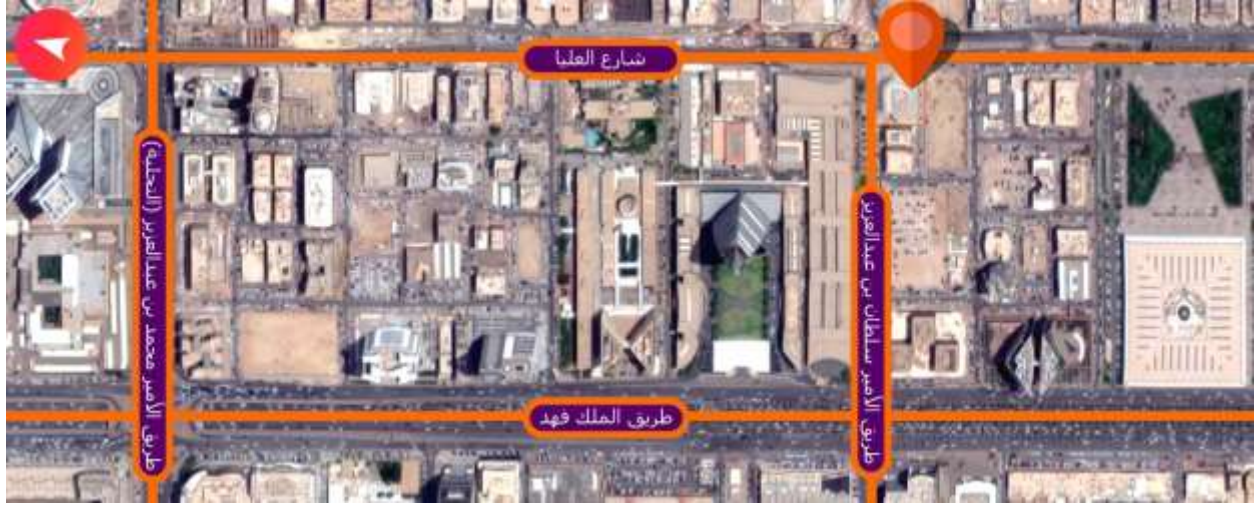 شارع العليا
طريق الأمير سلطان بن عبدالعزيز
طريق الأمير محمد بن عبدالعزيز (التحلية)
طريق الملك فهد